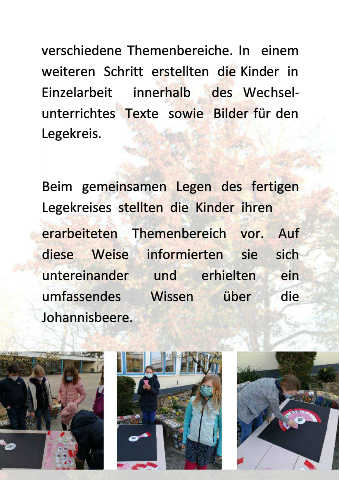 verschiedene Themenbereiche. In einem
weiteren Schritt erstellten die Kinder in
Einzelarbeit innerhalb des Wechsel-
unterrichtes Texte sowie Bilder für den
Legekreis.
Beim gemeinsamen Legen des fertigen
Legekreises stellten die Kinder ihren
erarbeiteten Themenbereich vor. Auf
diese Weise informierten sie sich
untereinander und erhielten ein
umfassendes Wissen über die
Johannisbeere.